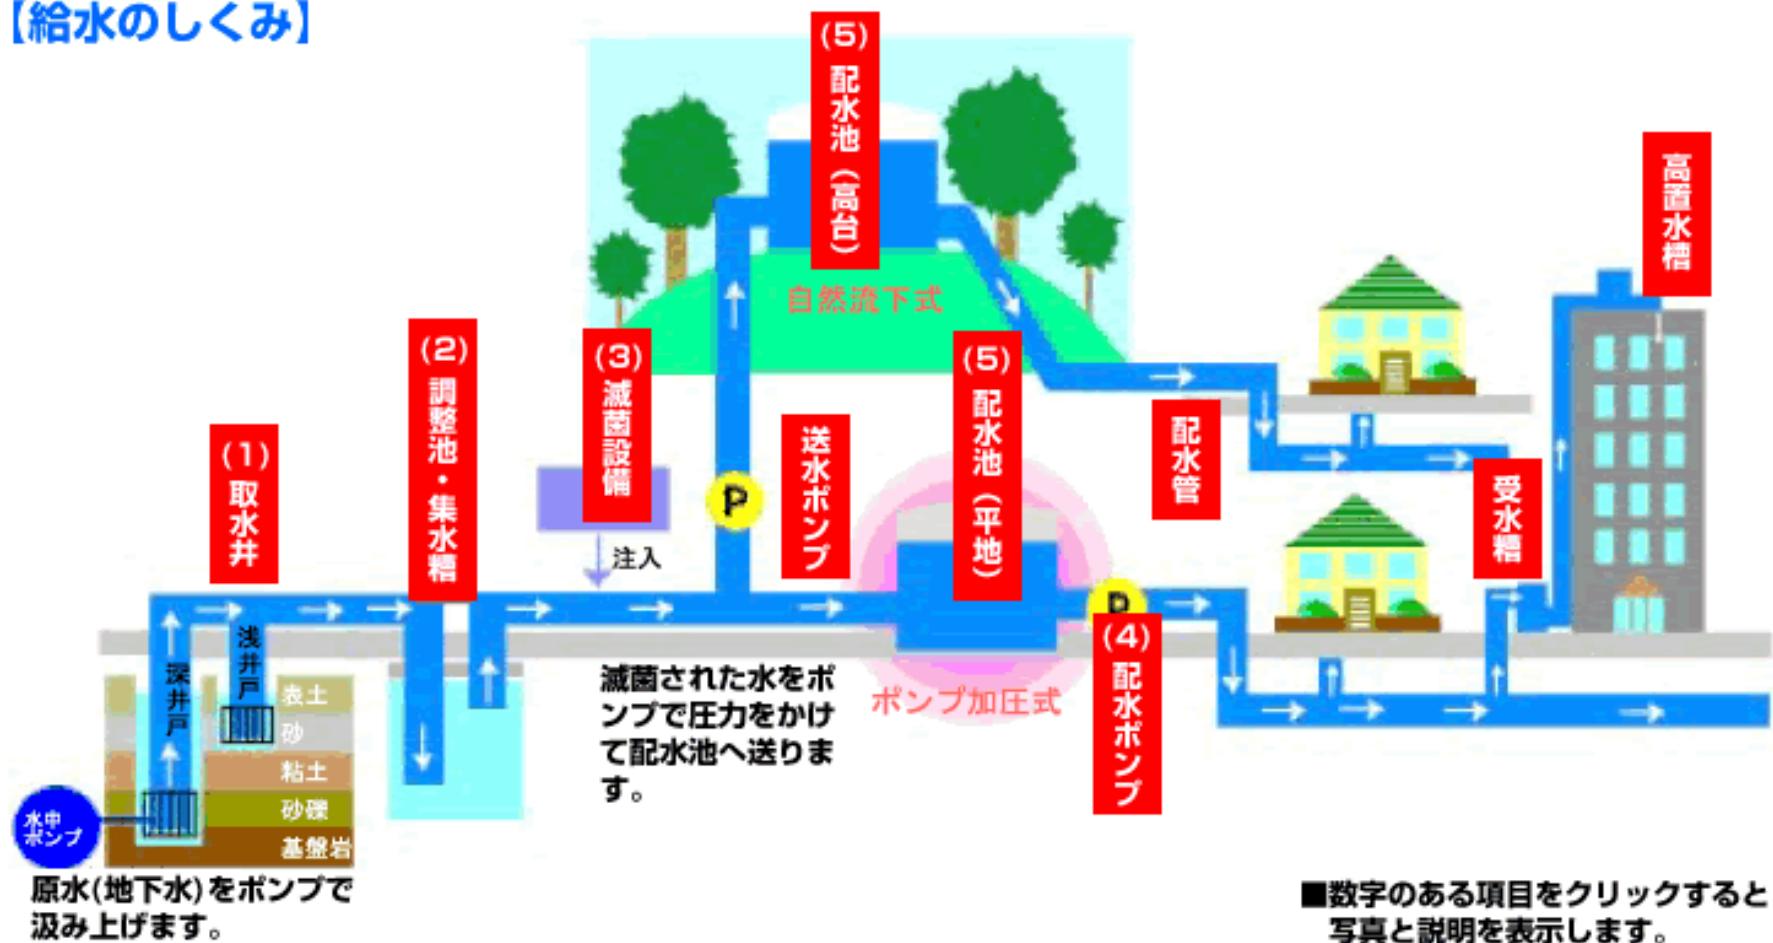 【給水のしくみ】
(5)配水池(高台)
高置水槽
自然流下式
(2)調整池・集水糟
(3)滅菌設備
(5)配水池(平地)
(1)取水井
送水ポンプ
配水管
受水糟
P
注入
P
浅井戸
深井戸
表土
砂
粘土
砂礫
基盤岩
水中
ポンプ
滅菌された水をポ
ンプで圧力をかけ
て配水池へ送りま
す。
ポンプ加圧式
(4)配水ポンプ
原水(地下水)をポンプで
汲み上げます。
■数字のある項目をクリックすると
写真と説明を表示します。